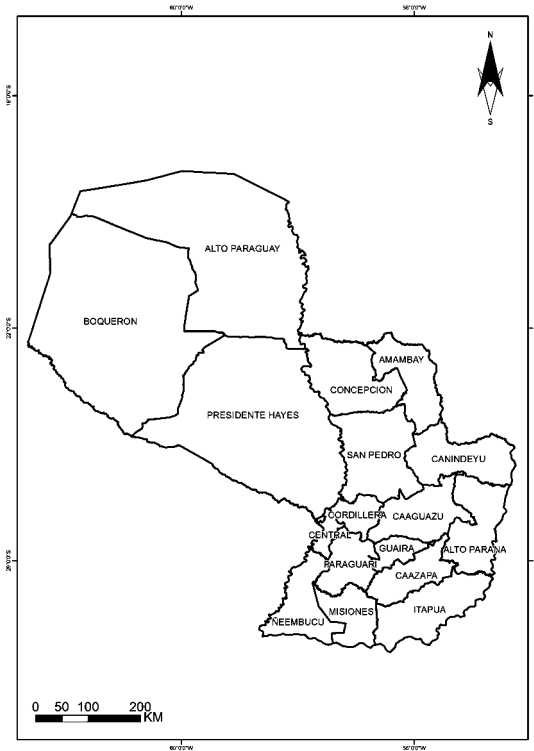 60°0'0"W 56°0'0"W
N
S
18°0'0"S
ALTO PARAGUAY
BOQUERON
22°0'0"S
AMAMBAY
CONCEPCION
PRESIDENTE HAYES
SAN PEDRO
CANINDEYU
CORDILLERA
CAAGUAZU
CENTRAL
GUAIRA
ALTO PARANA
PARAGUARI
26°0'0"S
CAAZAPA
MISIONES
ITAPUA
ÑEEMBUCU
0 50 100 200
KM
60°0'0"W 56°0'0"W